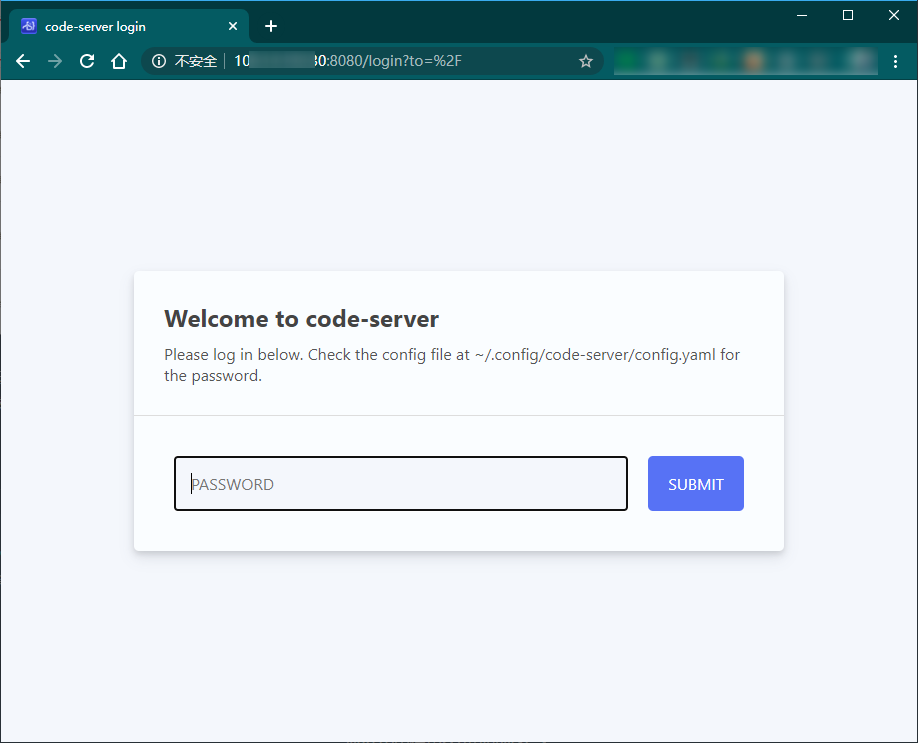 code-server login
不安全 10 30:8080/login?to=%2F
Welcome to code-server
Please log in below. Check the config file at ~/.config/code-server/config.yaml for
the password.
PASSWORD
SUBMIT